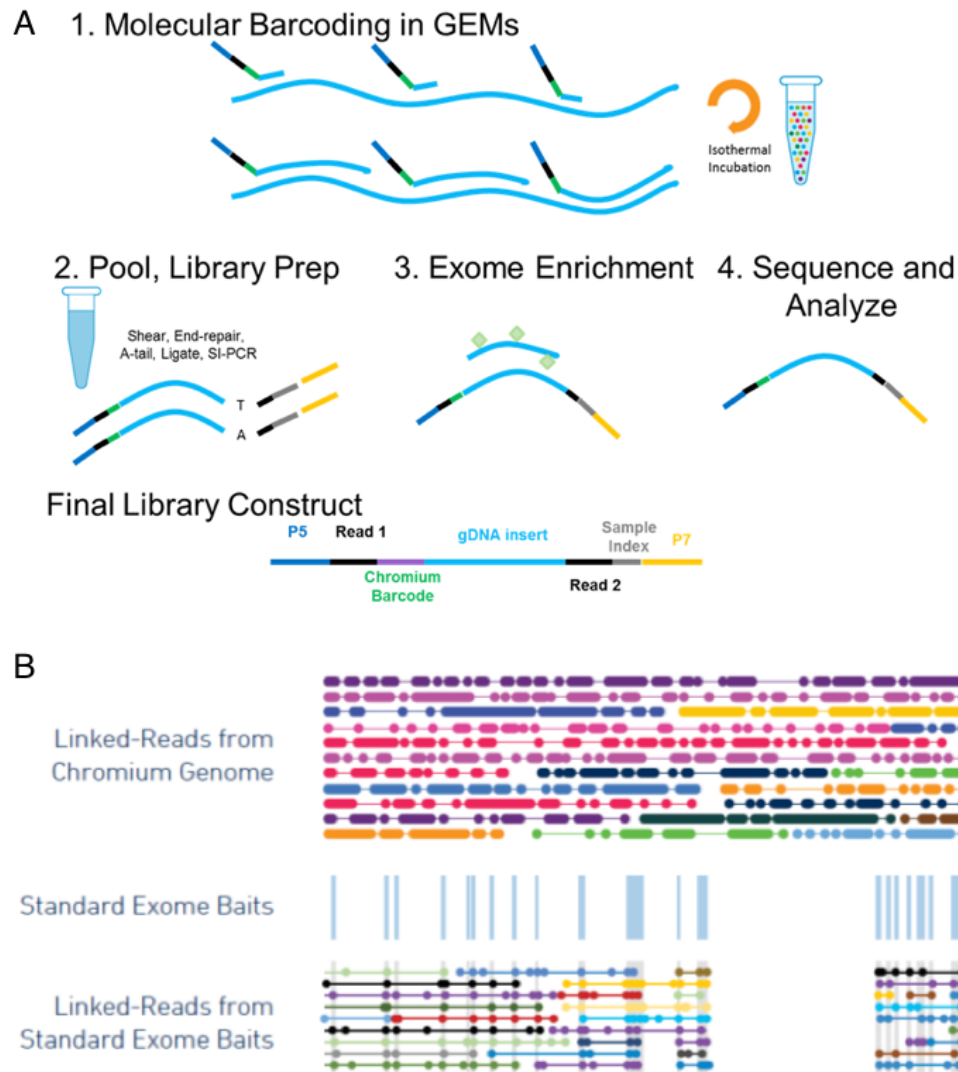 A
1. Molecular Barcoding in GEMs
Isothermal
Incubation
2. Pool, Library Prep
Shear, End-repair,
A-tail, Ligate, SI-PCR
T
A
3. Exome Enrichment
4. Sequence and
Analyze
Final Library Construct
P5
Read 1
gDNA insert
Sample
Index
P7
Chromium
Barcode
Read 2
B
Linked-Reads from
Chromium Genome
Standard Exome Baits
Linked-Reads from
Standard Exome Baits